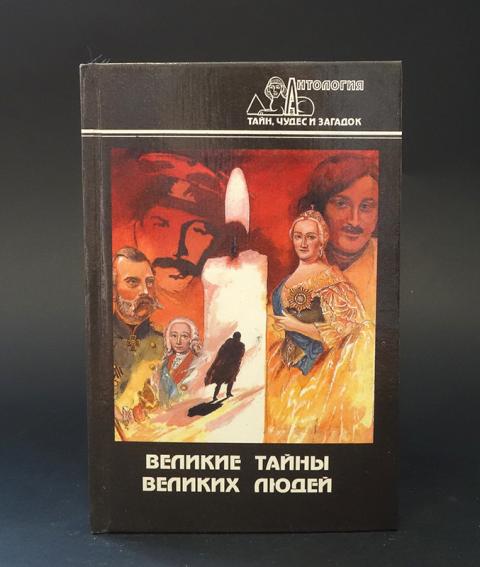 Антология
ТАЙН, ЧУДЕС И ЗАГАДОК
ВЕЛИКИЕ ТАЙНЫ
ВЕЛИКИХ ЛЮДЕЙ